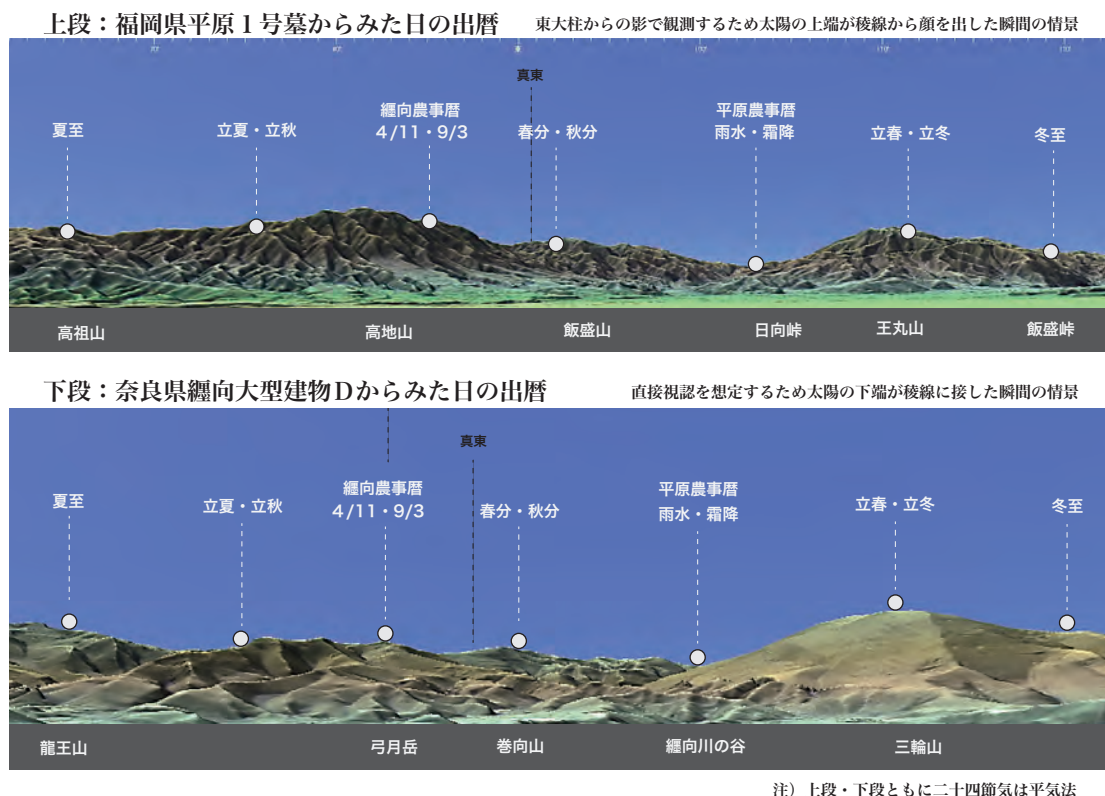 上段：福岡県平原１号墓からみた日の出暦
東大柱からの影で観測するため太陽の上端が稜線から顔を出した瞬間の情景
真東
夏至
立夏・立秋
纒向農事暦
4/11・9/3
春分・秋分
平原農事暦
雨水・霜降
立春・立冬
冬至
高祖山
高地山
飯盛山
日向峠
王丸山
飯盛峠
下段：奈良県纒向大型建物Ｄからみた日の出暦
直接視認を想定するため太陽の下端が稜線に接した瞬間の情景
真東
夏至
立夏・立秋
纒向農事暦
4/11・9/3
春分・秋分
平原農事暦
雨水・霜降
立春・立冬
冬至
龍王山
弓月岳
巻向山
纒向川の谷
三輪山
注）上段・下段ともに二十四節気は平気法